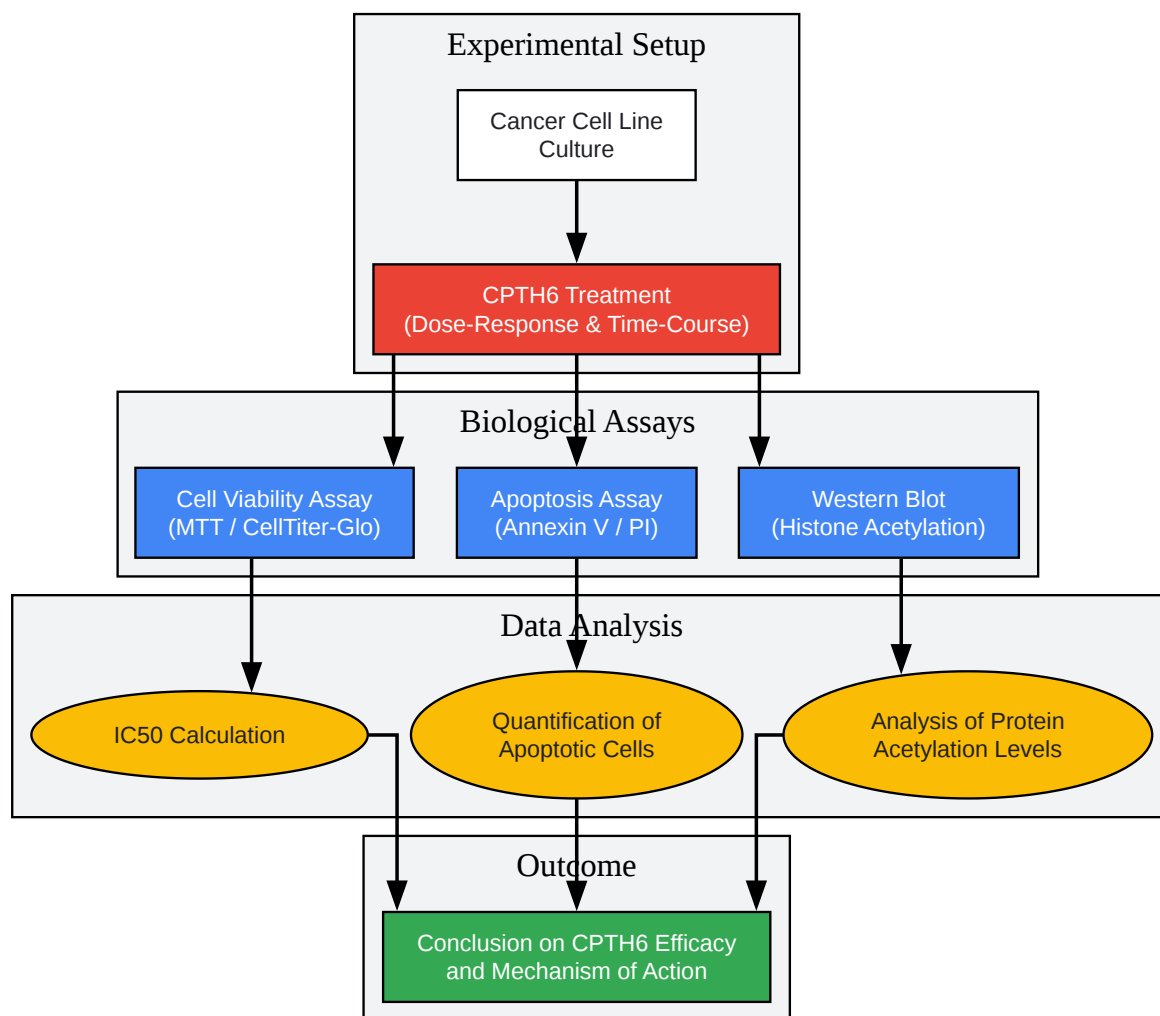 Experimental Setup
Cancer Cell Line
Culture
CPTH6 Treatment
(Dose-Response & Time-Course)
Biological Assays
Cell Viability Assay
(MTT / CellTiter-Glo)
Apoptosis Assay
(Annexin V / PI)
Western Blot
(Histone Acetylation)
Data Analysis
IC50 Calculation
Quantification of
Apoptotic Cells
Analysis of Protein
Acetylation Levels
Outcome
Conclusion on CPTH6 Efficacy
and Mechanism of Action